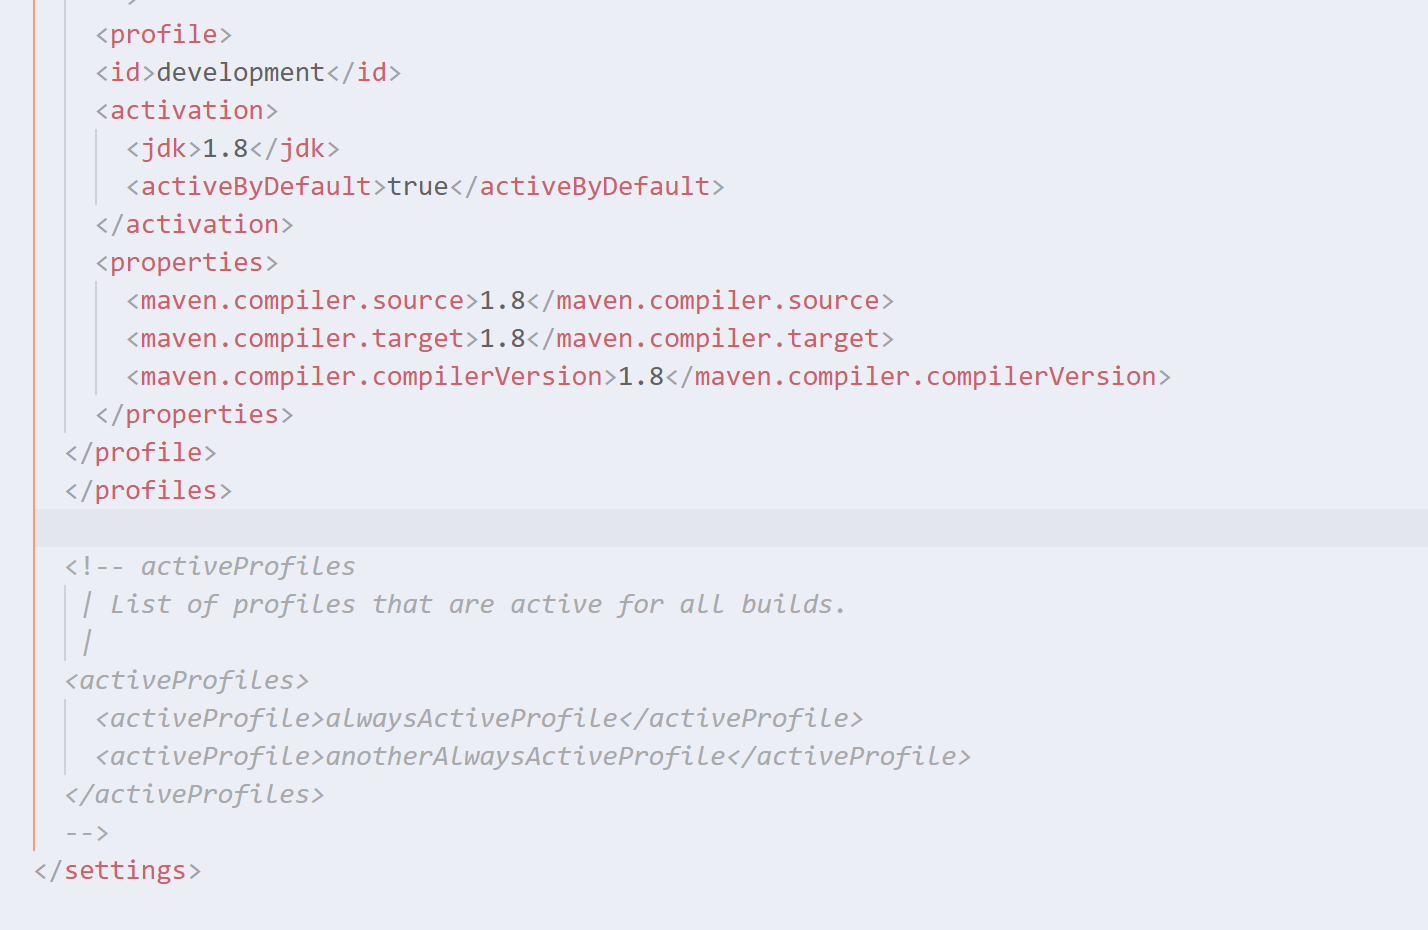 <profile>
<id>development</id>
<activation>
<jdk>1.8</jdk>
<activeByDefault>true</activeByDefault>
</activation>
<properties>
<maven.compiler.source>1.8</maven.compiler.source>
<maven.compiler.target>1.8</maven.compiler.target>
<maven.compiler.compilerVersion>1.8</maven.compiler.compilerVersion>
</properties>
</profile>
</profiles>
<!-- activeProfiles
| List of profiles that are active for all builds.
|
<activeProfiles>
<activeProfile>alwaysActiveProfile</activeProfile>
<activeProfile>anotherAlwaysActiveProfile</activeProfile>
</activeProfiles>
-->
</settings>